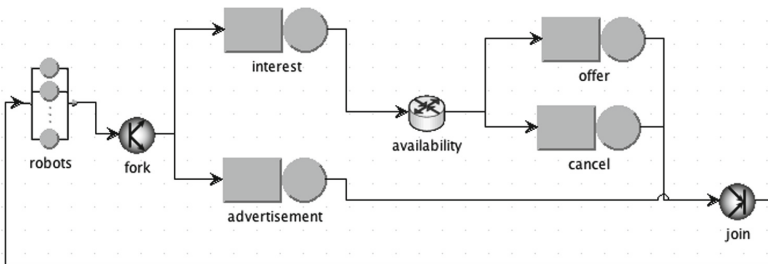 interest
offer
robots
fork
availability
cancel
advertisement
join